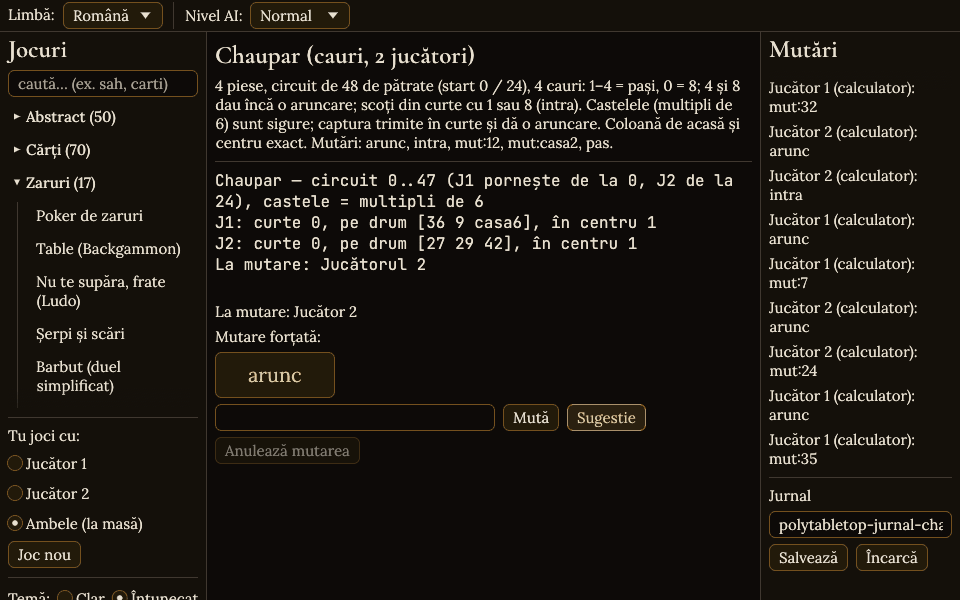 Limbă: Română ▼ Nivel AI: Normal ▼
Jocuri
caută... (ex. sah, carti)
▸ Abstract (50)
▸ Cărți (70)
▾ Zaruri (17)
Poker de zaruri
Table (Backgammon)
Nu te supăra, frate
(Ludo)
Șerpi și scări
Barbut (duel
simplificat)
Tu joci cu:
Jucător 1
Jucător 2
Ambele (la masă)
Joc nou
Temă: Clar Întunecat
Chaupar (cauri, 2 jucători)
4 piese, circuit de 48 de pătrate (start 0 / 24), 4 cauri: 1–4 = pași, 0 = 8; 4 și 8
dau încă o aruncare; scoți din curte cu 1 sau 8 (intra). Castelele (multipli de
6) sunt sigure; captura trimite în curte și dă o aruncare. Coloană de acasă și
centru exact. Mutări: arunc, intra, mut:12, mut:casa2, pas.
Chaupar — circuit 0..47 (J1 pornește de la 0, J2 de la
24), castele = multipli de 6
J1: curte 0, pe drum [36 9 casa6], în centru 1
J2: curte 0, pe drum [27 29 42], în centru 1
La mutare: Jucătorul 2
La mutare: Jucător 2
Mutare forțată:
arunc
Mută Sugestie
Anulează mutarea
Mutări
Jucător 1 (calculator):
mut:32
Jucător 2 (calculator):
arunc
Jucător 2 (calculator):
intra
Jucător 1 (calculator):
arunc
Jucător 1 (calculator):
mut:7
Jucător 2 (calculator):
arunc
Jucător 2 (calculator):
mut:24
Jucător 1 (calculator):
arunc
Jucător 1 (calculator):
mut:35
Jurnal
polytabletop-jurnal-cha
Salvează Încarcă